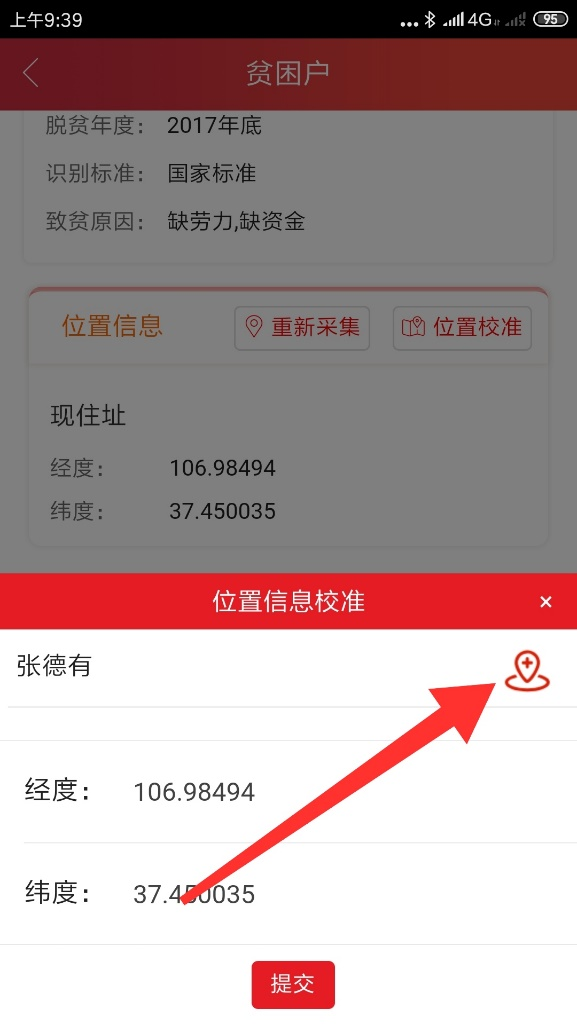 上午9:39 4G 95
贫困户
脱贫年度： 2017年底
识别标准： 国家标准
致贫原因： 缺劳力,缺资金
位置信息 重新采集 位置校准
现住址
经度： 106.98494
纬度： 37.450035
位置信息校准 ×
张德有
经度： 106.98494
纬度： 37.450035
提交